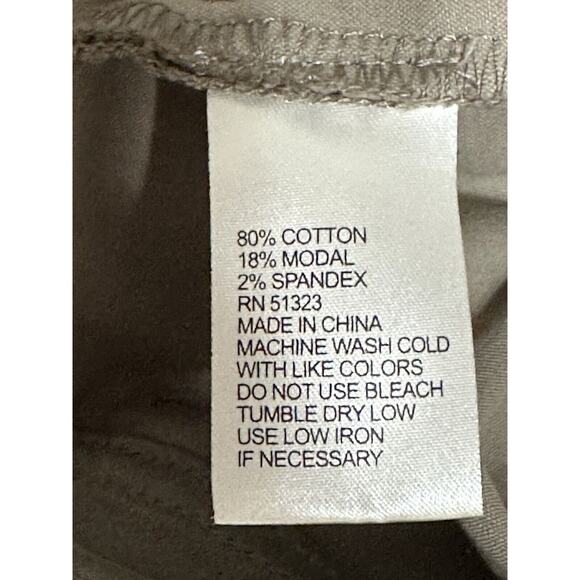 80% COTTON
18% MODAL
2% SPANDEX
RN 51323
MADE IN CHINA
MACHINE WASH COLD
WITH LIKE COLORS
DO NOT USE BLEACH
TUMBLE DRY LOW
USE LOW IRON
IF NECESSARY